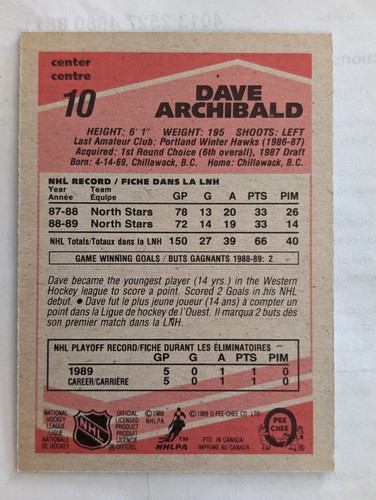 center
centre
10
DAVE
ARCHIBALD
HEIGHT: 6' 1" WEIGHT: 195 SHOOTS: LEFT
Last Amateur Club: Portland Winter Hawks (1986-87)
Acquired: 1st Round Choice (6th overall), 1987 Draft
Born: 4-14-69, Chillawack, B.C. Home: Chillawack, B.C.
NHL RECORD / FICHE DANS LA LNH
Year Team GP G A PTS PIM
Année Equipe
87-88 North Stars 78 13 20 33 26
88-89 North Stars 72 14 19 33 14
NHL Totals/Totaux dans la LNH 150 27 39 66 40
GAME WINNING GOALS / BUTS GAGNANTS 1988-89: 2
Dave became the youngest player (14 yrs.) in the Western
Hockey league to score a point. Scored 2 Goals in his NHL
debut. • Dave fut le plus jeune joueur (14 ans) à compter un
point dans la Ligue de hockey de l'Ouest. Il marqua 2 buts dès
son premier match dans la LNH.
NHL PLAYOFF RECORD/FICHE DURANT LES ÉLIMINATOIRES
GP G A PTS PIM
1989 5 0 1 1 0
CAREER/CARRIÈRE 5 0 1 1 0
NATIONAL
HOCKEY
LEAGUE
LIGUE
NATIONALE
DE HOCKEY
NHL
OFFICIAL
LICENSED
PRODUCT
PRODUIT
OFFICIEL
© 1989
NHLPA
NHLPA
© 1989 O-PEE-CHEE CO. LTD.
PTD. IN CANADA
IMPRIMÉ AU CANADA
O
PEE
CHEE